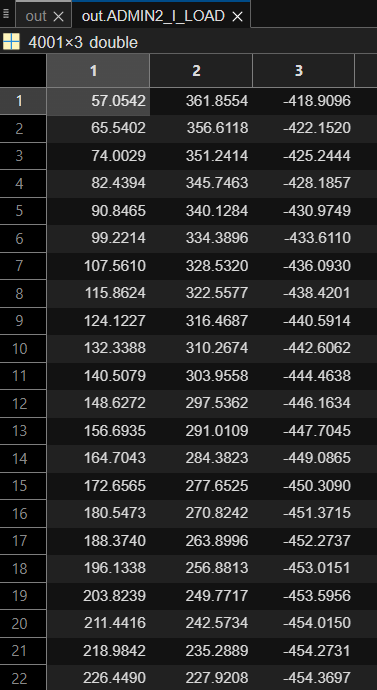 out × out.ADMIN2_I_LOAD ×
4001×3 double
1 2 3
1 57.0542 361.8554 -418.9096
2 65.5402 356.6118 -422.1520
3 74.0029 351.2414 -425.2444
4 82.4394 345.7463 -428.1857
5 90.8465 340.1284 -430.9749
6 99.2214 334.3896 -433.6110
7 107.5610 328.5320 -436.0930
8 115.8624 322.5577 -438.4201
9 124.1227 316.4687 -440.5914
10 132.3388 310.2674 -442.6062
11 140.5079 303.9558 -444.4638
12 148.6272 297.5362 -446.1634
13 156.6935 291.0109 -447.7045
14 164.7043 284.3823 -449.0865
15 172.6565 277.6525 -450.3090
16 180.5473 270.8242 -451.3715
17 188.3740 263.8996 -452.2737
18 196.1338 256.8813 -453.0151
19 203.8239 249.7717 -453.5956
20 211.4416 242.5734 -454.0150
21 218.9842 235.2889 -454.2731
22 226.4490 227.9208 -454.3697